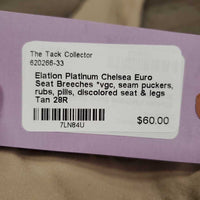 The Tack Collector
620266-33
Elation Platinum Chelsea Euro
Seat Breeches *vgc, seam puckers,
rubs, pills, discolored seat & legs
Tan 28R
7LN84U
$60.00